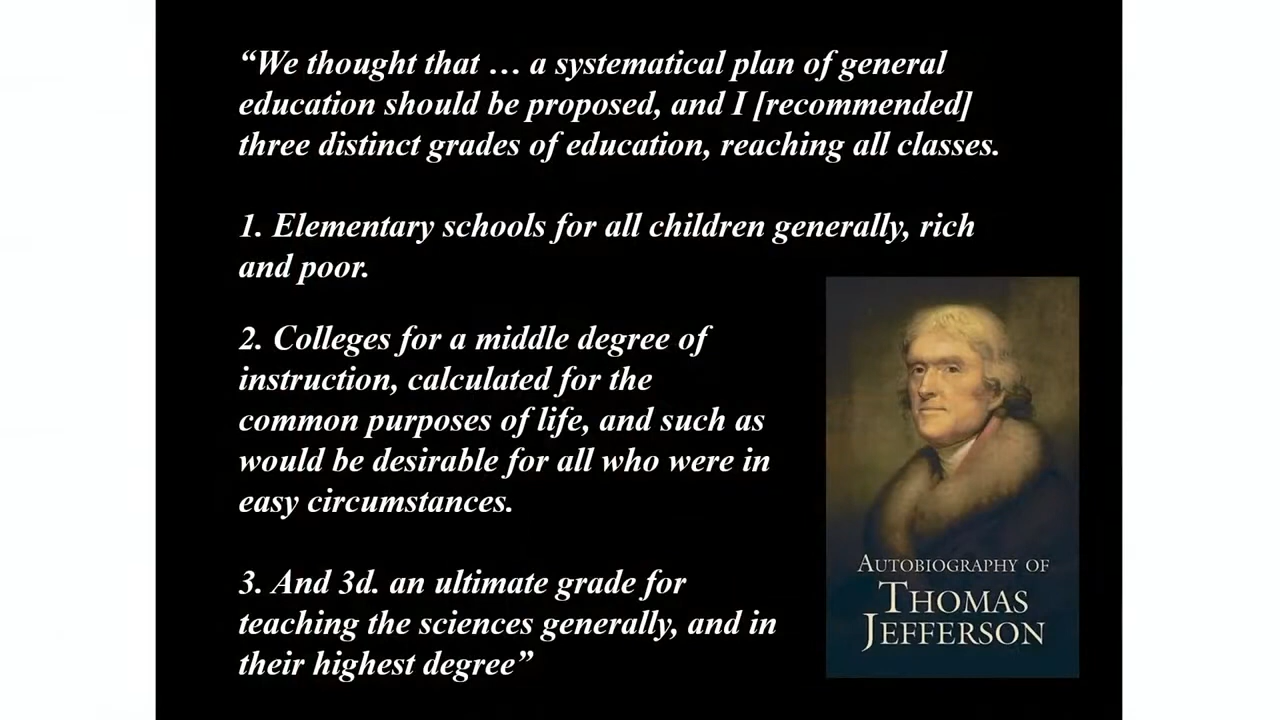 “We thought that … a systematical plan of general
education should be proposed, and I [recommended]
three distinct grades of education, reaching all classes.
1. Elementary schools for all children generally, rich
and poor.
2. Colleges for a middle degree of
instruction, calculated for the
common purposes of life, and such as
would be desirable for all who were in
easy circumstances.
3. And 3d. an ultimate grade for
teaching the sciences generally, and in
their highest degree”
AUTOBIOGRAPHY OF
THOMAS
JEFFERSON